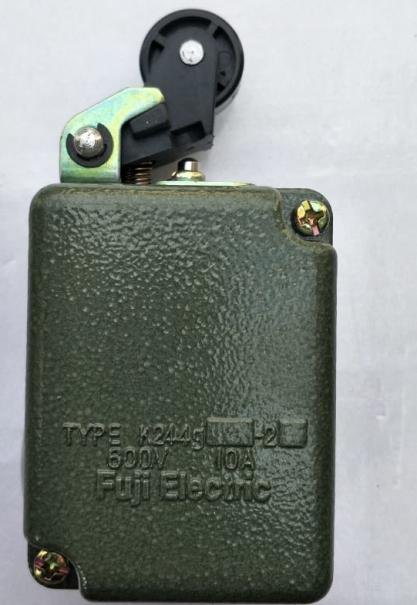 TYPE K244g -2
600V 10A
Fuji Electric